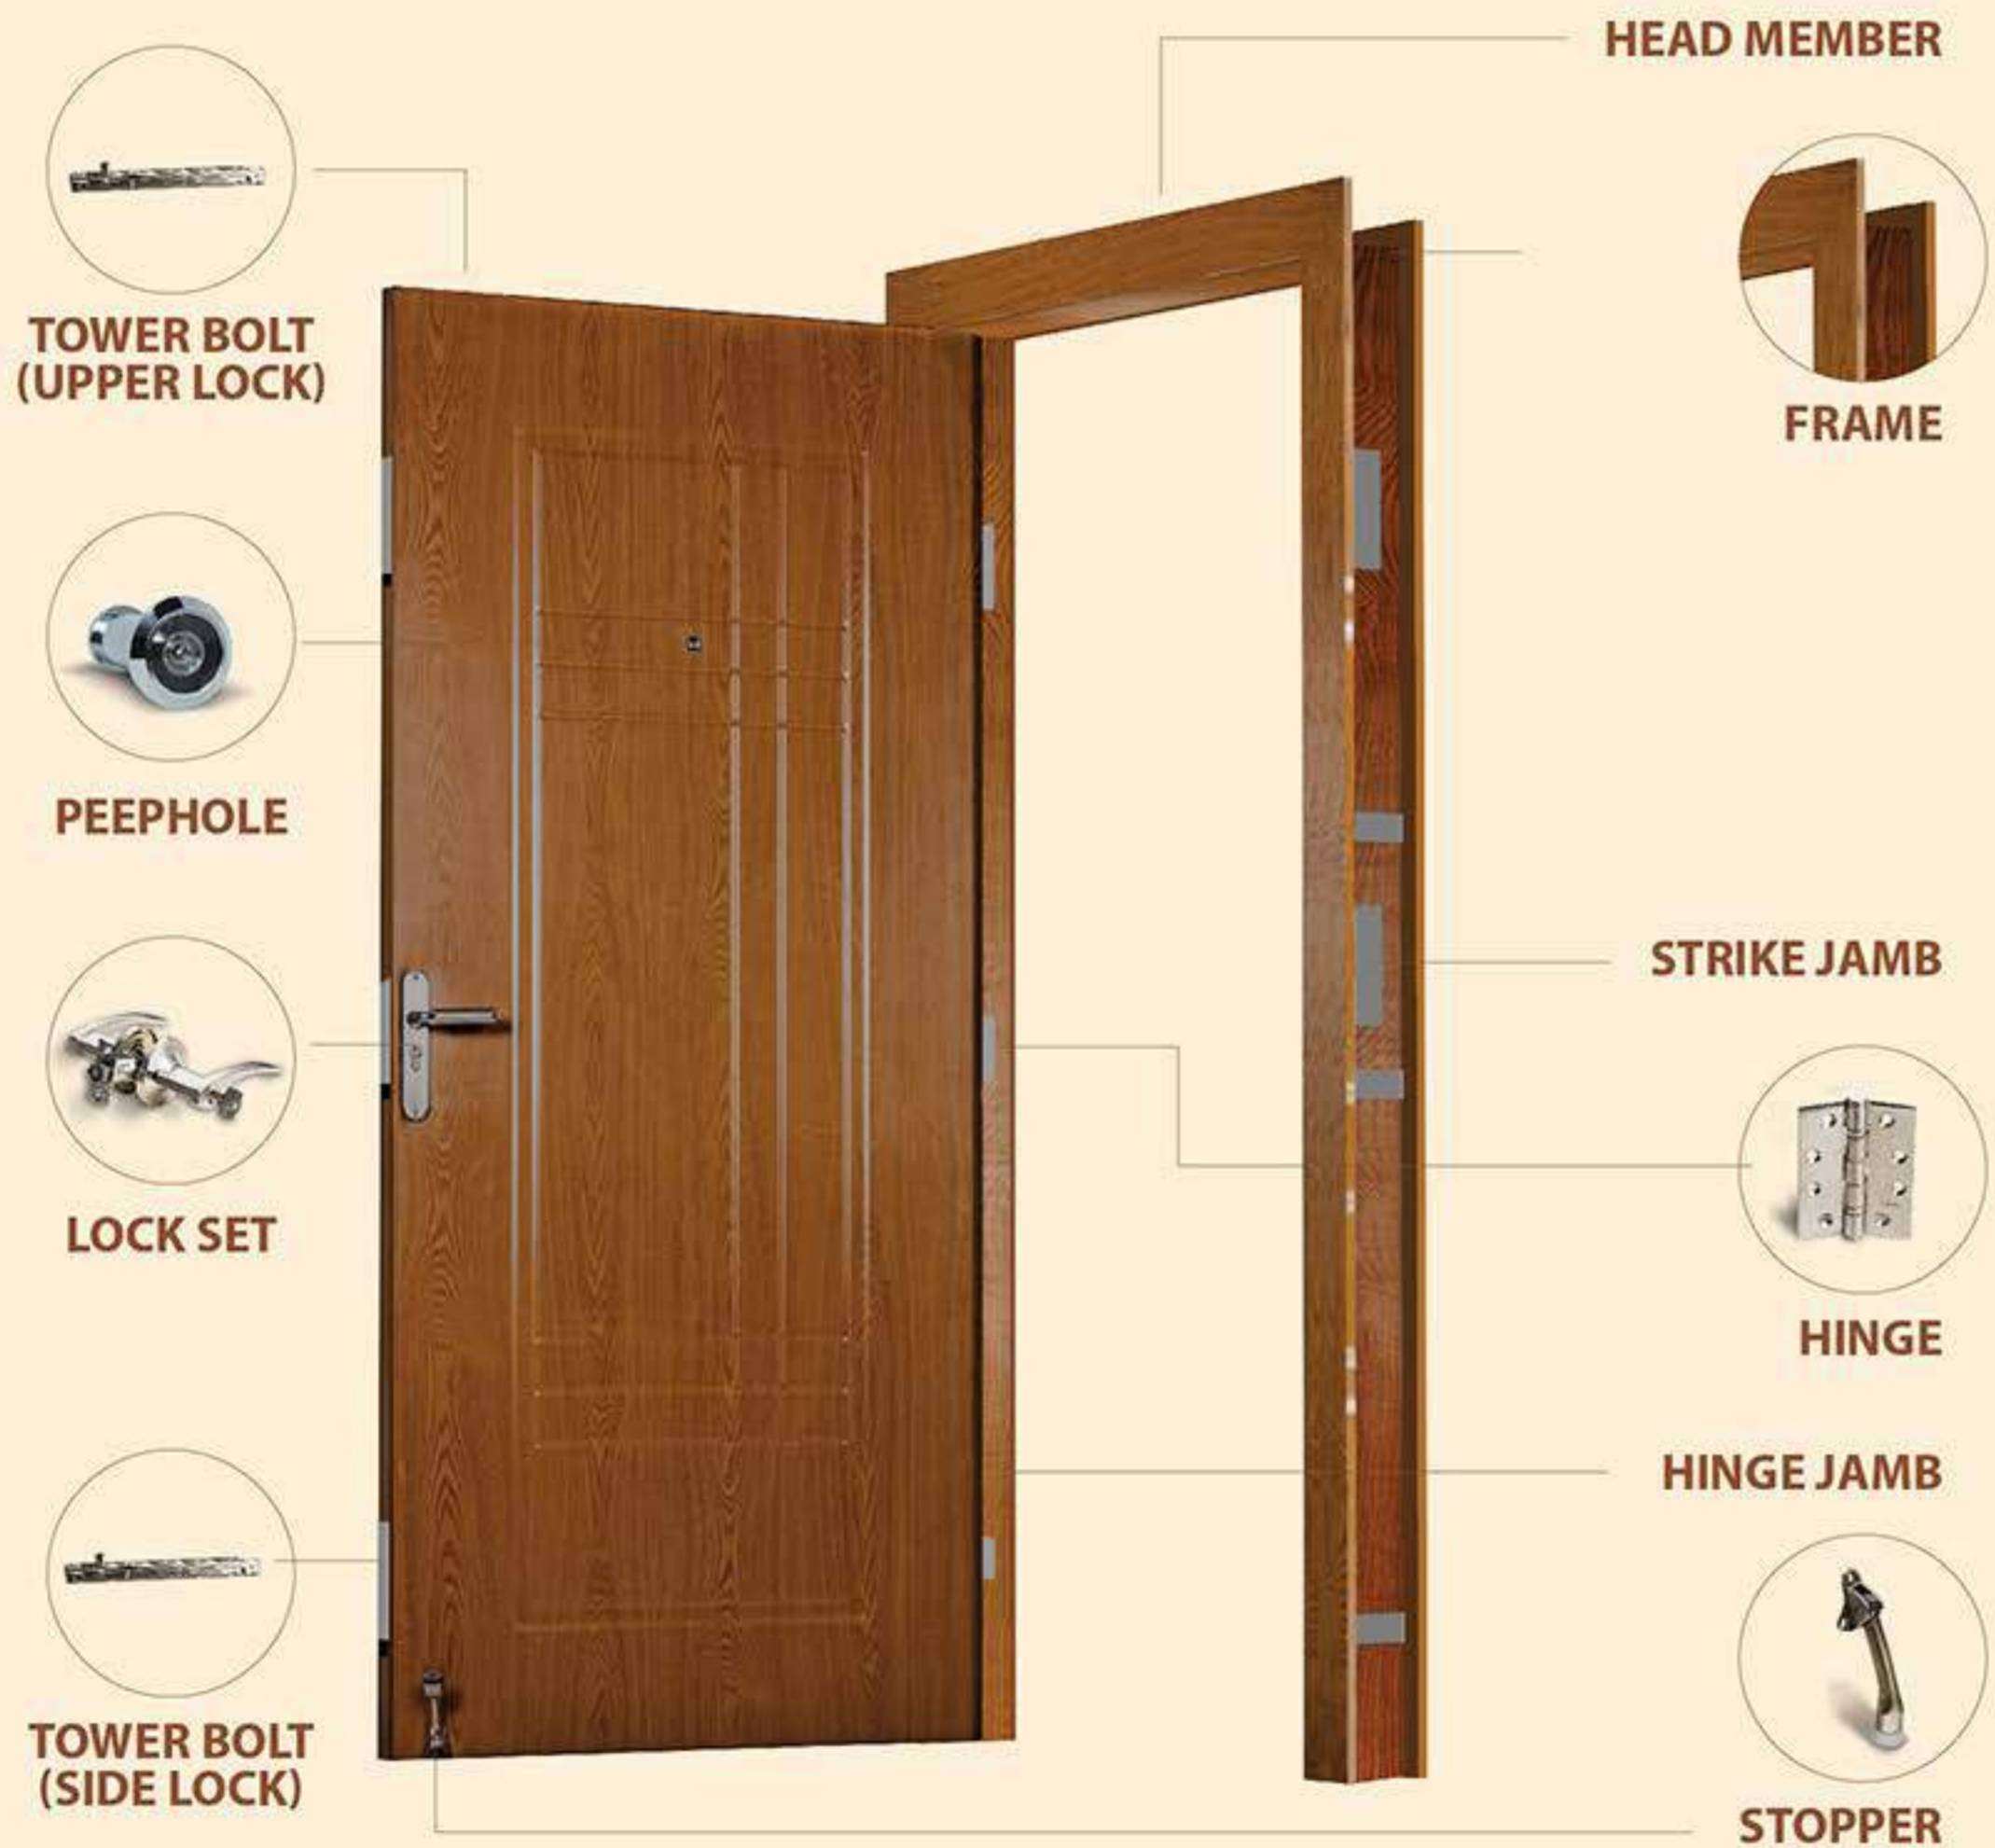 HEAD MEMBER
TOWER BOLT
(UPPER LOCK)
FRAME
PEEPHOLE
STRIKE JAMB
LOCK SET
HINGE
HINGE JAMB
TOWER BOLT
(SIDE LOCK)
STOPPER